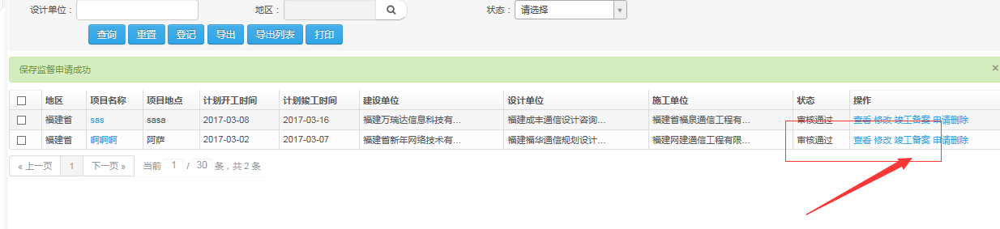 设计单位： 地区： 状态： 请选择
查询 重置 登记 导出 导出列表 打印
保存监督申请成功 ×
地区 项目名称 项目地点 计划开工时间 计划竣工时间 建设单位 设计单位 施工单位 状态 操作
福建省 sas sasa 2017-03-08 2017-03-16 福建万瑞达信息科技有... 福建成丰通信设计咨询... 福建省福泉通信工程有... 审核通过 查看 修改 竣工备案 申请删除
福建省 啊啊啊 阿萨 2017-03-02 2017-03-07 福建省新年网络技术有... 福建福华通信规划设计... 福建网建通信工程有限... 审核通过 查看 修改 竣工备案 申请删除
« 上一页 1 下一页 » 当前 1 / 30 条，共 2 条